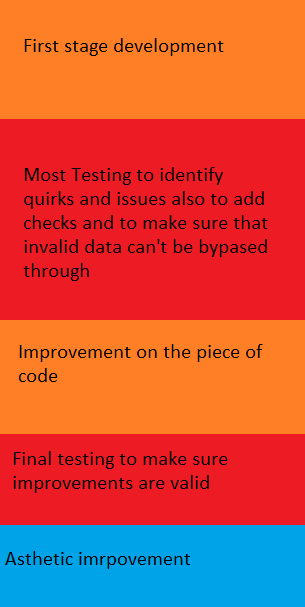 First stage development
Most Testing to identify
quirks and issues also to add
checks and to make sure that
invalid data can't be bypased
through
Improvement on the piece of
code
Final testing to make sure
improvements are valid
Asthetic imrpovement